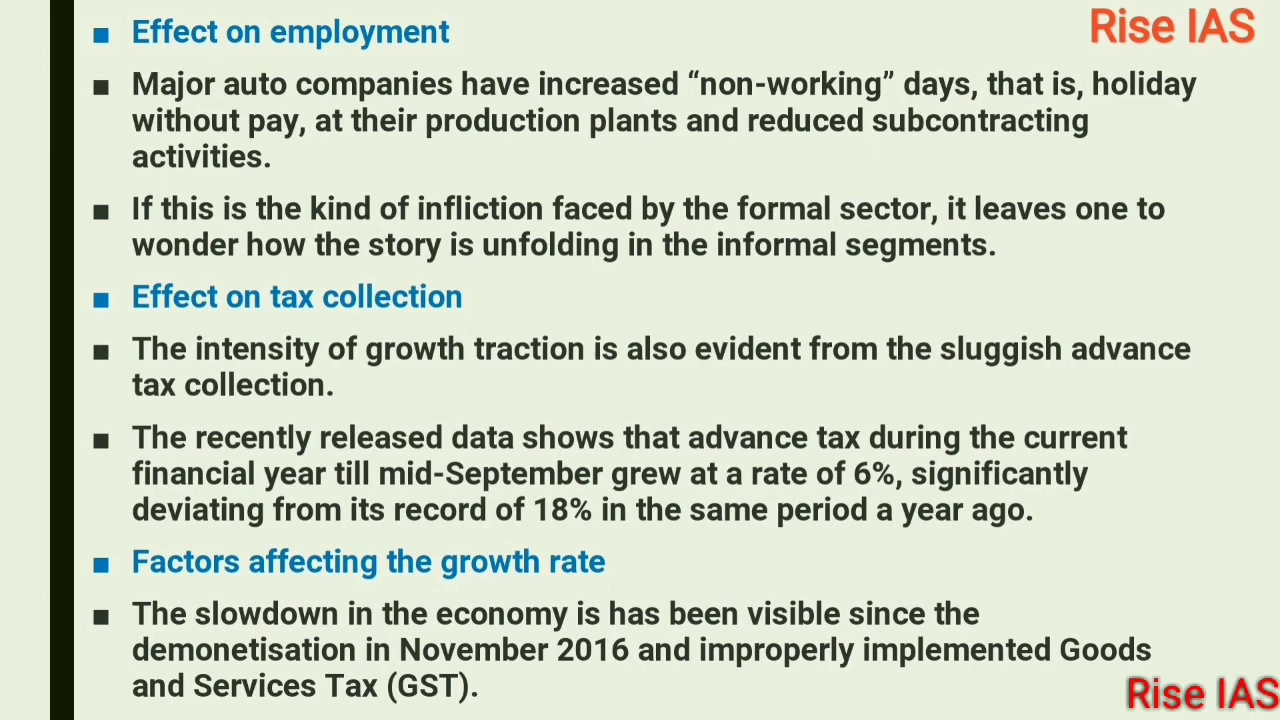 Rise IAS
■ Effect on employment
■ Major auto companies have increased “non-working” days, that is, holiday
without pay, at their production plants and reduced subcontracting
activities.
■ If this is the kind of infliction faced by the formal sector, it leaves one to
wonder how the story is unfolding in the informal segments.
■ Effect on tax collection
■ The intensity of growth traction is also evident from the sluggish advance
tax collection.
■ The recently released data shows that advance tax during the current
financial year till mid-September grew at a rate of 6%, significantly
deviating from its record of 18% in the same period a year ago.
■ Factors affecting the growth rate
■ The slowdown in the economy is has been visible since the
demonetisation in November 2016 and improperly implemented Goods
and Services Tax (GST).
Rise IAS